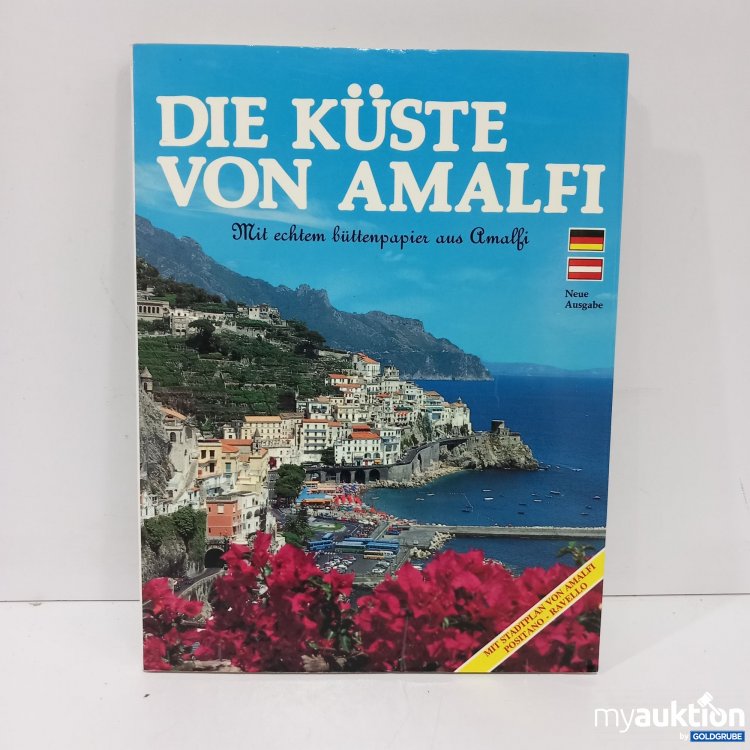 DIE KÜSTE
VON AMALFI
Mit echtem büttenpapier aus Amalfi
Neue
Ausgabe
MIT STADTPLAN VON AMALFI
POSITANO - RAVELLO
myauktion
by GOLDGRUBE